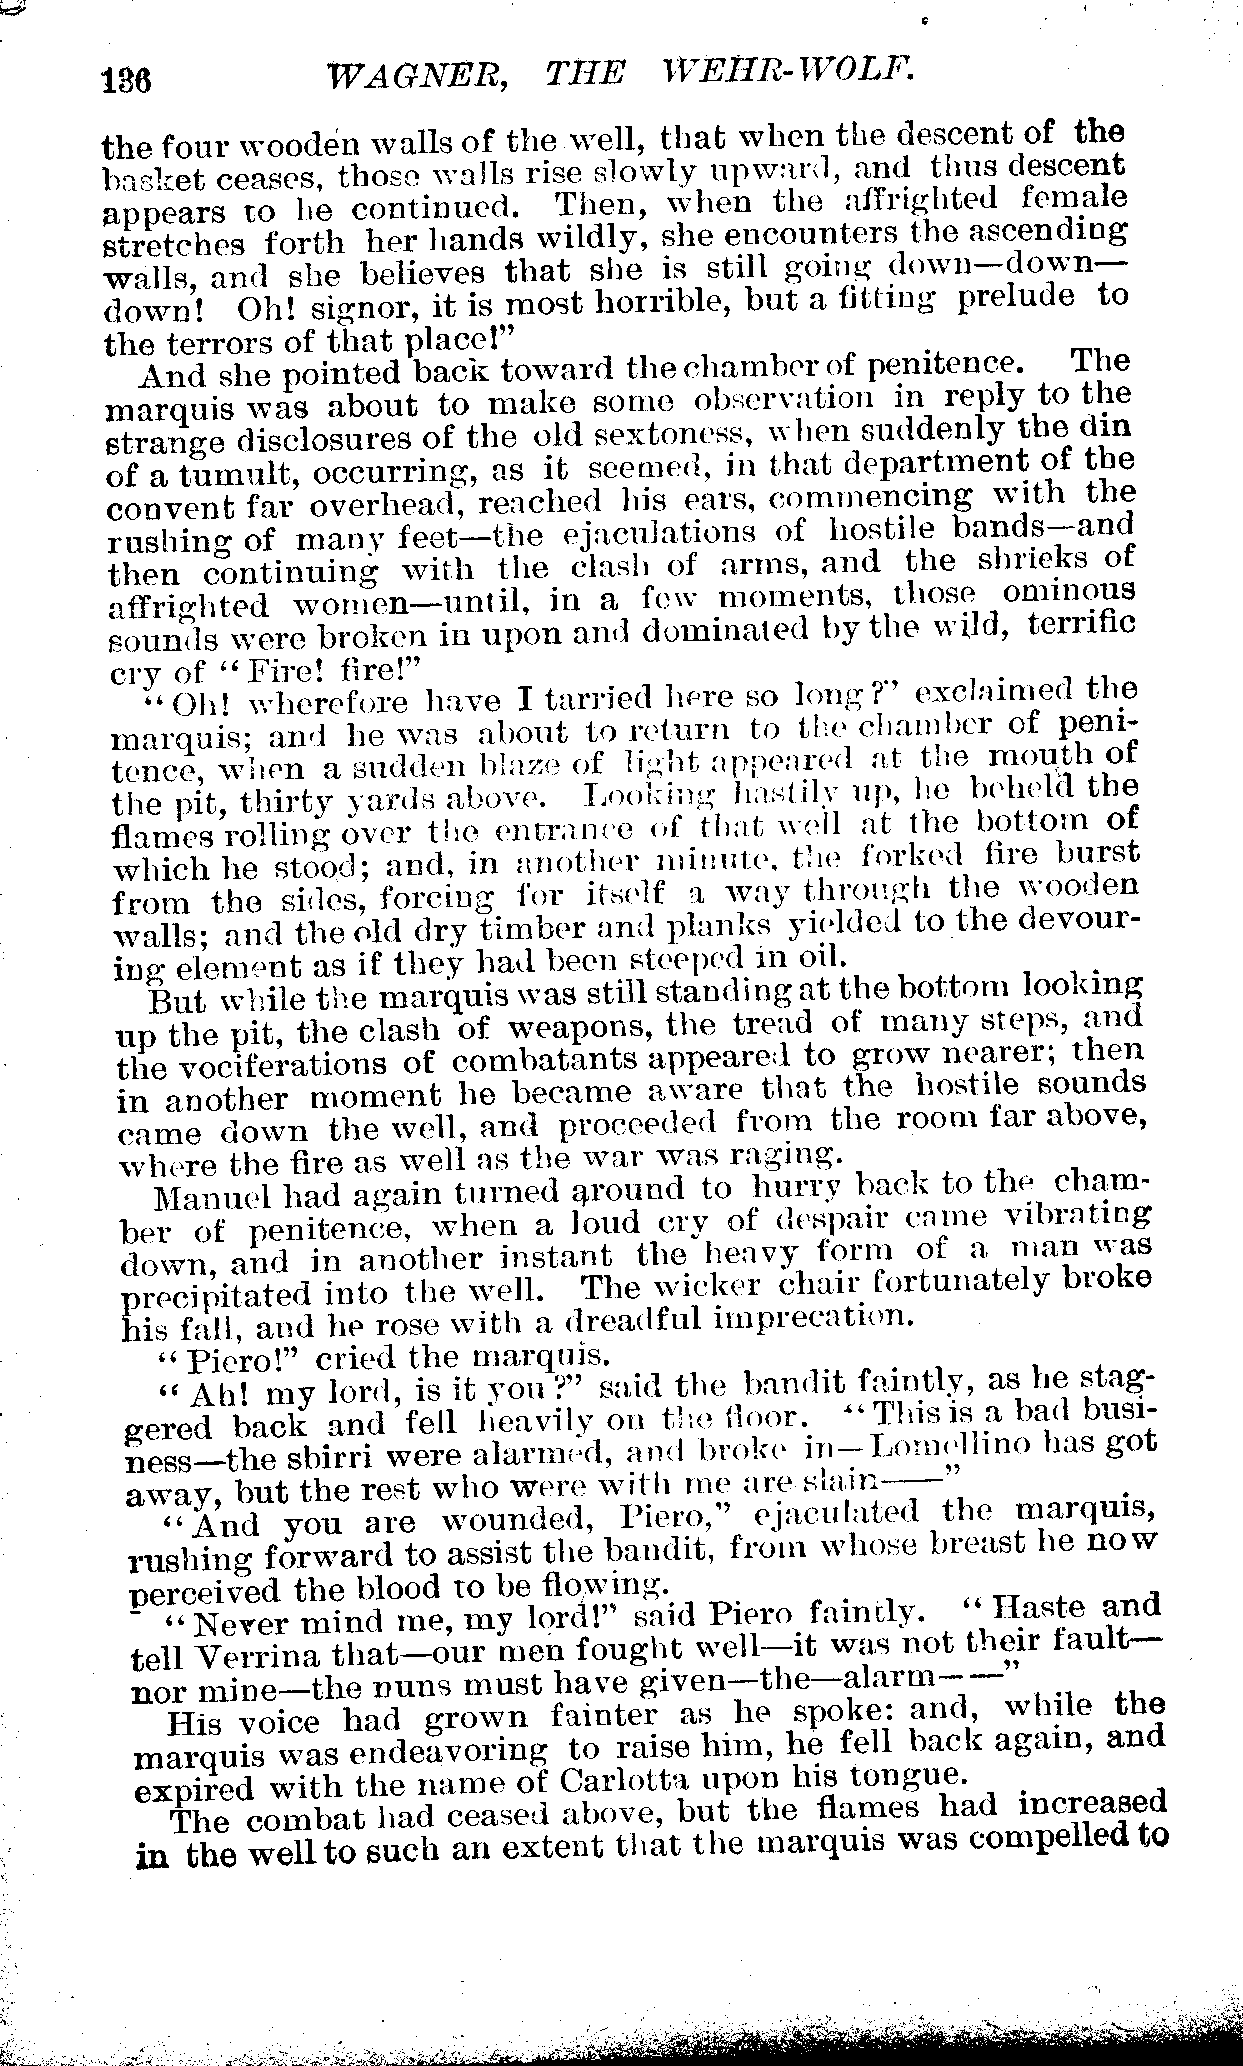 136 WAGNER, THE WEHR-WOLF.
the four wooden walls of the well, that when the descent of the
basket ceases, those walls rise slowly upward, and thus descent
appears to be continued. Then, when the affrighted female
stretches forth her hands wildly, she encounters the ascending
walls, and she believes that she is still going down—down—
down! Oh! signor, it is most horrible, but a fitting prelude to
the terrors of that place!”
And she pointed back toward the chamber of penitence. The
marquis was about to make some observation in reply to the
strange disclosures of the old sextoness, when suddenly the din
of a tumult, occurring, as it seemed, in that department of the
convent far overhead, reached his ears, commencing with the
rushing of many feet—the ejaculations of hostile bands—and
then continuing with the clash of arms, and the shrieks of
affrighted women—until, in a few moments, those ominous
sounds were broken in upon and dominated by the wild, terrific
cry of “Fire! fire!”
“Oh! wherefore have I tarried here so long?” exclaimed the
marquis; and he was about to return to the chamber of peni-
tence, when a sudden blaze of light appeared at the mouth of
the pit, thirty yards above. Looking hastily up, he beheld the
flames rolling over the entrance of that well at the bottom of
which he stood; and, in another minute, the forked fire burst
from the sides, forcing for itself a way through the wooden
walls; and the old dry timber and planks yielded to the devour-
ing element as if they had been steeped in oil.
But while the marquis was still standing at the bottom looking
up the pit, the clash of weapons, the tread of many steps, and
the vociferations of combatants appeared to grow nearer; then
in another moment he became aware that the hostile sounds
came down the well, and proceeded from the room far above,
where the fire as well as the war was raging.
Manuel had again turned around to hurry back to the cham-
ber of penitence, when a loud cry of despair came vibrating
down, and in another instant the heavy form of a man was
precipitated into the well. The wicker chair fortunately broke
his fall, and he rose with a dreadful imprecation.
“Piero!” cried the marquis.
“Ah! my lord, is it you?” said the bandit faintly, as he stag-
gered back and fell heavily on the floor. “This is a bad busi-
ness—the sbirri were alarmed, and broke in—Lomellino has got
away, but the rest who were with me are slain——”
“And you are wounded, Piero,” ejaculated the marquis,
rushing forward to assist the bandit, from whose breast he now
perceived the blood to be flowing.
“Never mind me, my lord!” said Piero faintly. “Haste and
tell Verrina that—our men fought well—it was not their fault—
nor mine—the nuns must have given—the—alarm——”
His voice had grown fainter as he spoke: and, while the
marquis was endeavoring to raise him, he fell back again, and
expired with the name of Carlotta upon his tongue.
The combat had ceased above, but the flames had increased
in the well to such an extent that the marquis was compelled to